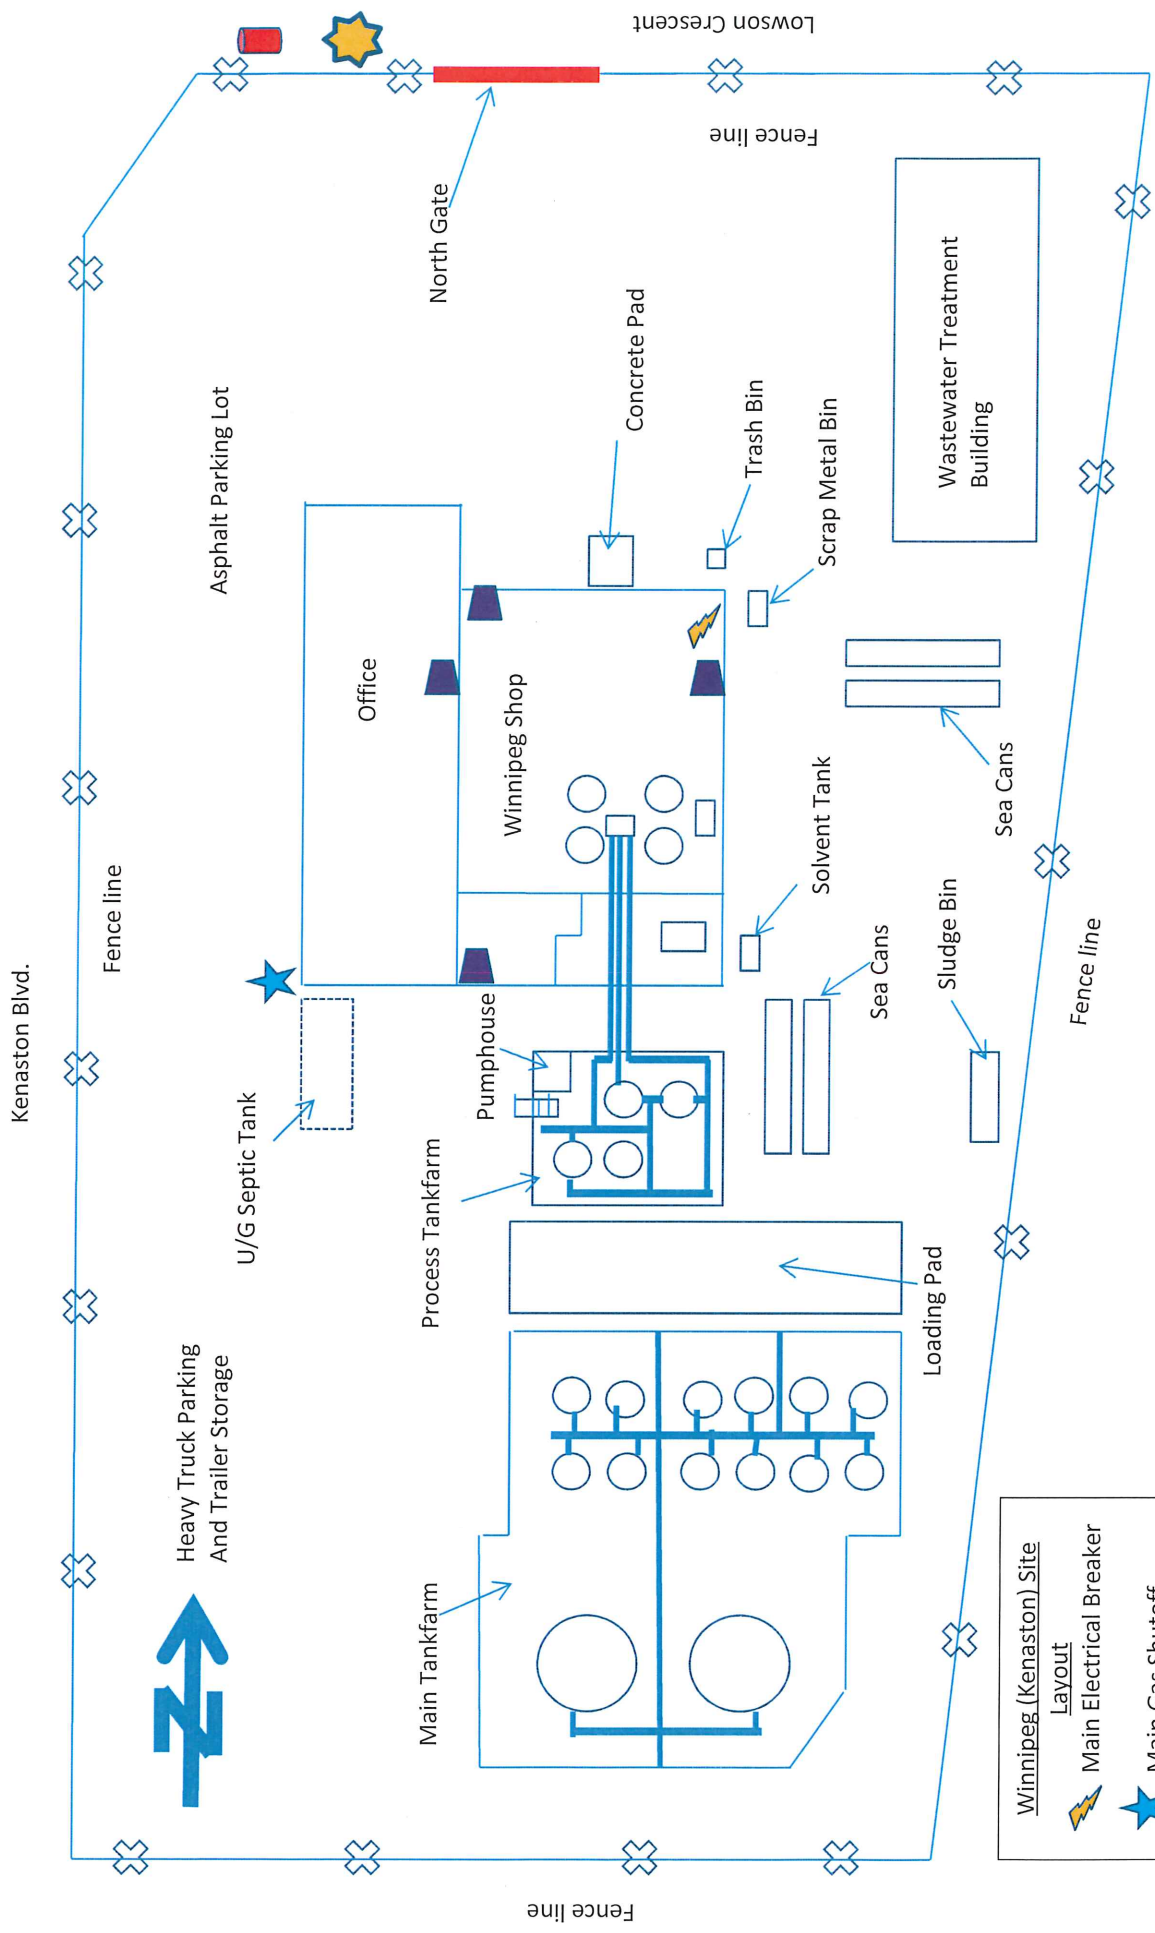 Kenaston Blvd.
Fence line
Lowson Crescent
Heavy Truck Parking
And Trailer Storage
N
U/G Septic Tank
Asphalt Parking Lot
North Gate
Fence line
Office
Winnipeg Shop
Concrete Pad
Trash Bin
Scrap Metal Bin
Wastewater Treatment
Building
Pumphouse
Process Tankfarm
Main Tankfarm
Loading Pad
Solvent Tank
Sea Cans
Sea Cans
Sludge Bin
Fence line
Fence line
Winnipeg (Kenaston) Site
Layout
Main Electrical Breaker
Main Gas Shutoff